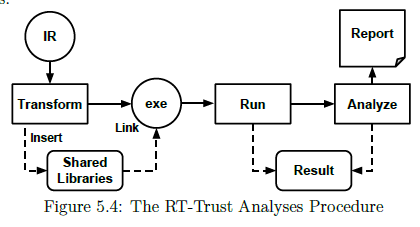 s.
IR
Report
Transform
exe
Run
Analyze
Insert
Link
Shared
Libraries
Result
Figure 5.4: The RT-Trust Analyses Procedure